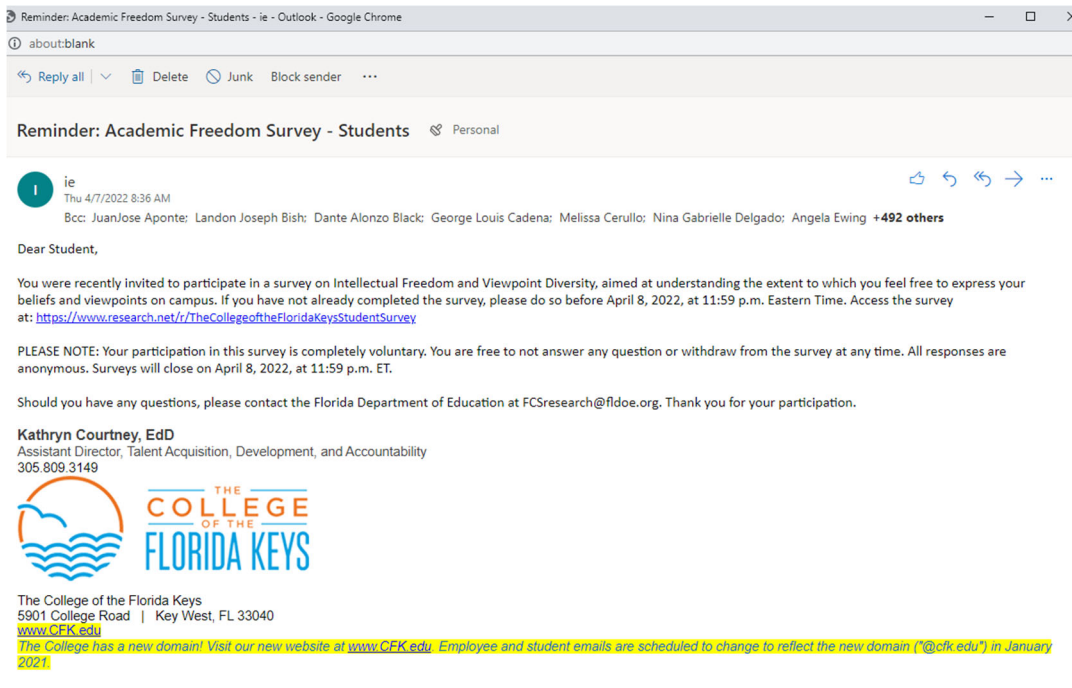 Reminder: Academic Freedom Survey - Students - ie - Outlook - Google Chrome
about:blank
Reply all Delete Junk Block sender ...
Reminder: Academic Freedom Survey - Students Personal
I
ie
Thu 4/7/2022 8:36 AM
Bcc: JuanJose Aponte; Landon Joseph Bish; Dante Alonzo Black; George Louis Cadena; Melissa Cerullo; Nina Gabrielle Delgado; Angela Ewing +492 others
Dear Student,
You were recently invited to participate in a survey on Intellectual Freedom and Viewpoint Diversity, aimed at understanding the extent to which you feel free to express your
beliefs and viewpoints on campus. If you have not already completed the survey, please do so before April 8, 2022, at 11:59 p.m. Eastern Time. Access the survey
at: https://www.research.net/r/TheCollegeoftheFloridaKeysStudentSurvey
PLEASE NOTE: Your participation in this survey is completely voluntary. You are free to not answer any question or withdraw from the survey at any time. All responses are
anonymous. Surveys will close on April 8, 2022, at 11:59 p.m. ET.
Should you have any questions, please contact the Florida Department of Education at FCSresearch@fldoe.org. Thank you for your participation.
Kathryn Courtney, EdD
Assistant Director, Talent Acquisition, Development, and Accountability
305.809.3149
THE
COLLEGE
OF THE
FLORIDA KEYS
The College of the Florida Keys
5901 College Road | Key West, FL 33040
www.CFK.edu
The College has a new domain! Visit our new website at www.CFK.edu. Employee and student emails are scheduled to change to reflect the new domain ("@cfk.edu") in January
2021.